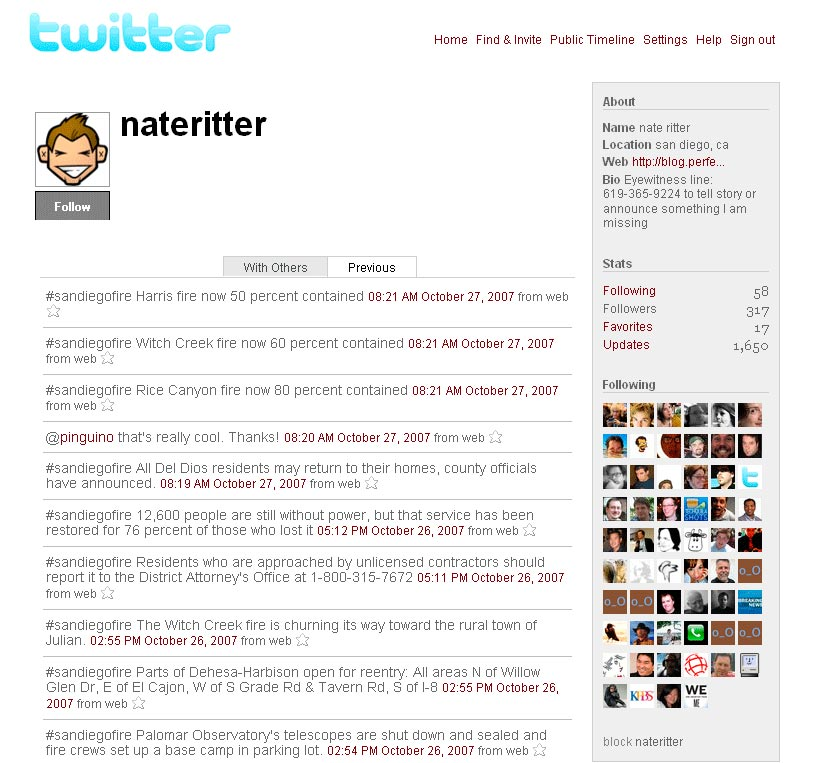 twitter
Home Find & Invite Public Timeline Settings Help Sign out
nateritter
Follow
With Others Previous
#sandiegofire Harris fire now 50 percent contained 08:21 AM October 27, 2007 from web
#sandiegofire Witch Creek fire now 60 percent contained 08:21 AM October 27, 2007
from web
#sandiegofire Rice Canyon fire now 80 percent contained 08:21 AM October 27, 2007
from web
@pinguino that's really cool. Thanks! 08:20 AM October 27, 2007 from web
#sandiegofire All Del Dios residents may return to their homes, county officials
have announced. 08:19 AM October 27, 2007 from web
#sandiegofire 12,600 people are still without power, but that service has been
restored for 76 percent of those who lost it 05:12 PM October 26, 2007 from web
#sandiegofire Residents who are approached by unlicensed contractors should
report it to the District Attorney's Office at 1-800-315-7672 05:11 PM October 26, 2007
from web
#sandiegofire The Witch Creek fire is churning its way toward the rural town of
Julian. 02:55 PM October 26, 2007 from web
#sandiegofire Parts of Dehesa-Harbison open for reentry: All areas N of Willow
Glen Dr, E of El Cajon, W of S Grade Rd & Tavern Rd, S of I-8 02:55 PM October 26,
2007 from web
#sandiegofire Palomar Observatory's telescopes are shut down and sealed and
fire crews set up a base camp in parking lot. 02:54 PM October 26, 2007 from web
About
Name nate ritter
Location san diego, ca
Web http://blog.perfe...
Bio Eyewitness line:
619-365-9224 to tell story or
announce something I am
missing
Stats
Following 58
Followers 317
Favorites 17
Updates 1,650
Following
o_O
o_O o_O BREAKING NEWS
o_O o_O
WE
ME
block nateritter